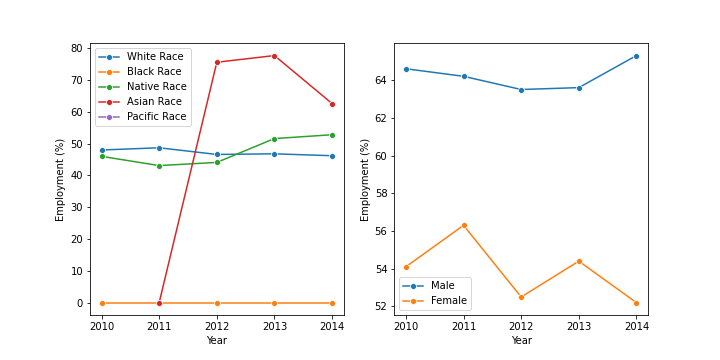 80
70
60
50
40
30
20
10
0
Employment (%)
White Race
Black Race
Native Race
Asian Race
Pacific Race
2010 2011 2012 2013 2014
Year
64
62
60
58
56
54
52
Employment (%)
Male
Female
2010 2011 2012 2013 2014
Year